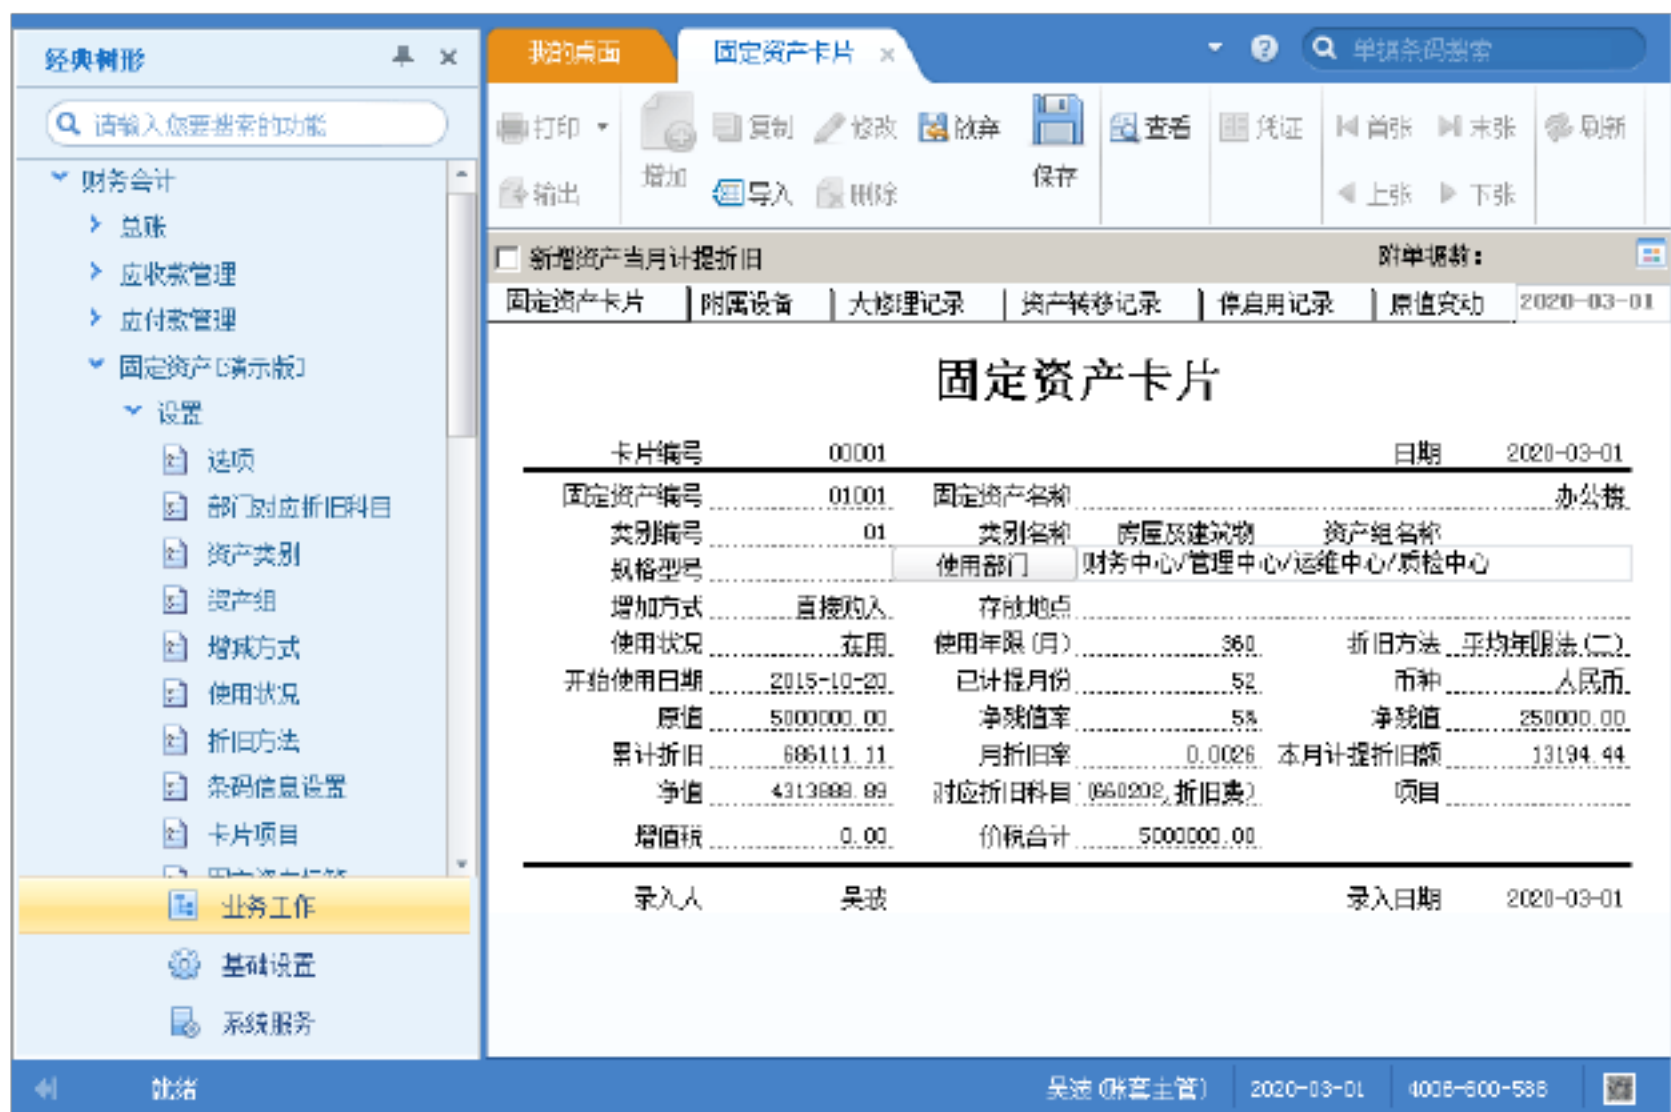 经典树形
请输入您要搜索的功能
财务会计
总账
应收款管理
应付款管理
固定资产[演示版]
设置
选项
部门对应折旧科目
资产类别
资产组
增减方式
使用状况
折旧方法
条码信息设置
卡片项目
业务工作
基础设置
系统服务
我的桌面 固定资产卡片
单据条码搜索
打印 增加 复制 修改 放弃 保存 查看 凭证 首张 末张 刷新
输出 导入 删除 上张 下张
新增资产当月计提折旧 附单据数：
固定资产卡片 附属设备 大修理记录 资产转移记录 停启用记录 原值变动 2020-03-01
固定资产卡片
卡片编号 00001 日期 2020-03-01
固定资产编号 01001 固定资产名称 办公楼
类别编号 01 类别名称 房屋及建筑物 资产组名称
规格型号 使用部门 财务中心/管理中心/运维中心/质检中心
增加方式 直接购入 存放地点
使用状况 在用 使用年限(月) 360 折旧方法 平均年限法(二)
开始使用日期 2015-10-20 已计提月份 52 币种 人民币
原值 5000000.00 净残值率 5% 净残值 250000.00
累计折旧 686111.11 月折旧率 0.0026 本月计提折旧额 13194.44
净值 4313888.89 对应折旧科目 (660202,折旧费) 项目
增值税 0.00 价税合计 5000000.00
录入人 吴波 录入日期 2020-03-01
就绪 吴波(账套主管) 2020-03-01 4006-600-588